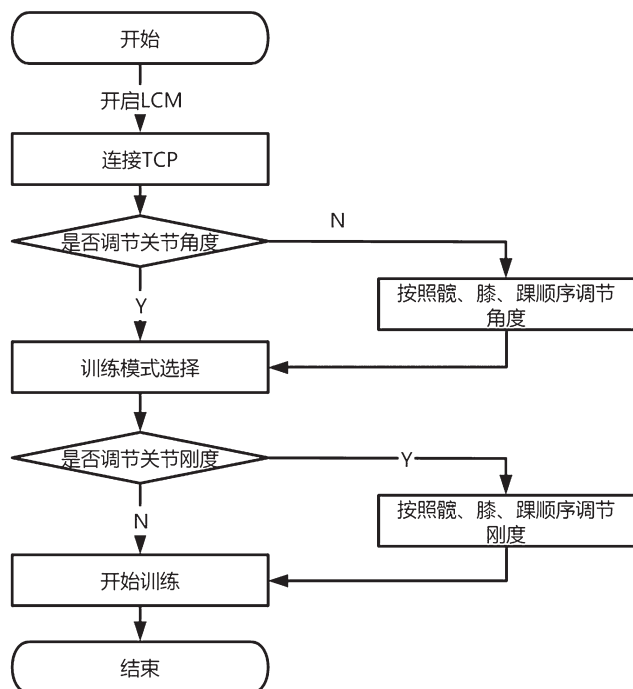 开始
开启LCM
连接TCP
是否调节关节角度
N
按照髋、膝、踝顺序调节
角度
Y
训练模式选择
是否调节关节刚度
Y
按照髋、膝、踝顺序调节
刚度
N
开始训练
结束